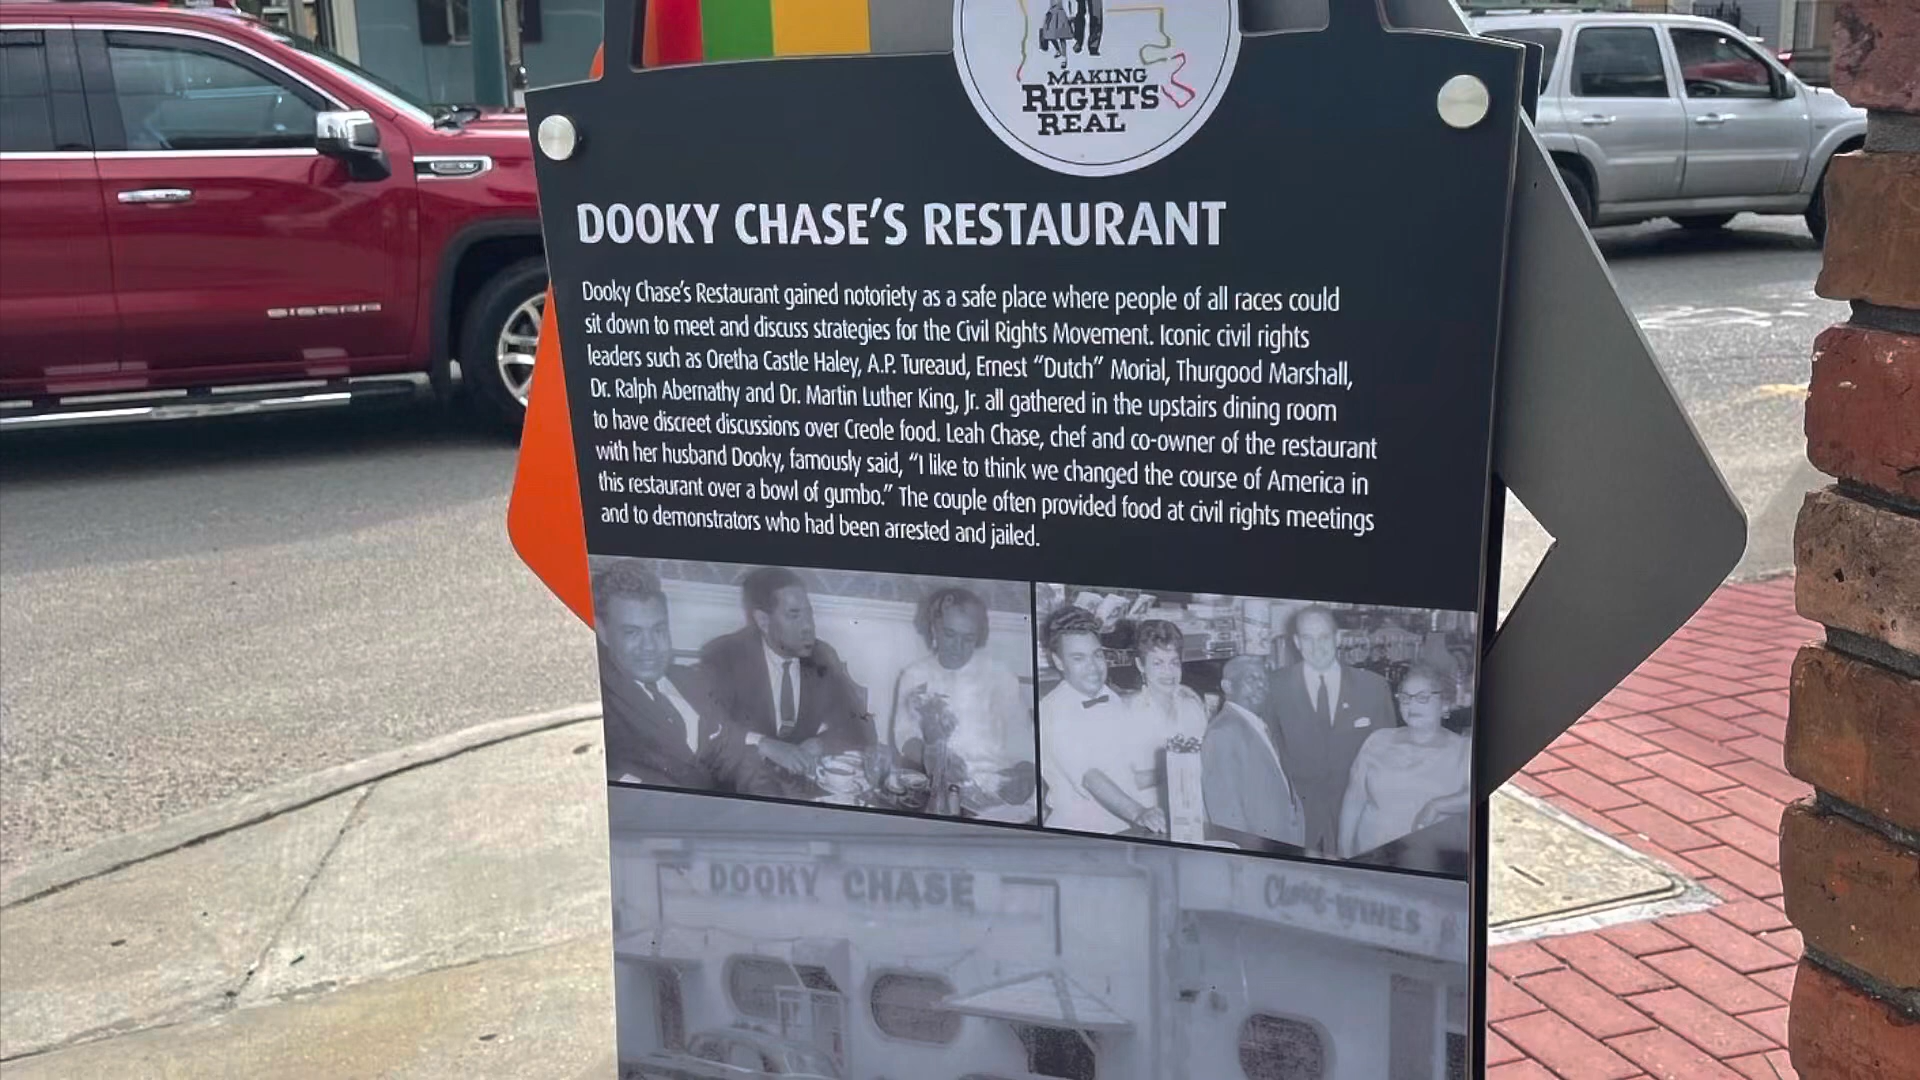 MAKING
RIGHTS
REAL
DOOKY CHASE'S RESTAURANT
Dooky Chase's Restaurant gained notoriety as a safe place where people of all races could
sit down to meet and discuss strategies for the Civil Rights Movement. Iconic civil rights
leaders such as Oretha Castle Haley, A.P. Tureaud, Ernest “Dutch” Morial, Thurgood Marshall,
Dr. Ralph Abernathy and Dr. Martin Luther King, Jr. all gathered in the upstairs dining room
to have discreet discussions over Creole food. Leah Chase, chef and co-owner of the restaurant
with her husband Dooky, famously said, “I like to think we changed the course of America in
this restaurant over a bowl of gumbo.” The couple often provided food at civil rights meetings
and to demonstrators who had been arrested and jailed.
SIERRA
DOOKY CHASE
WINES